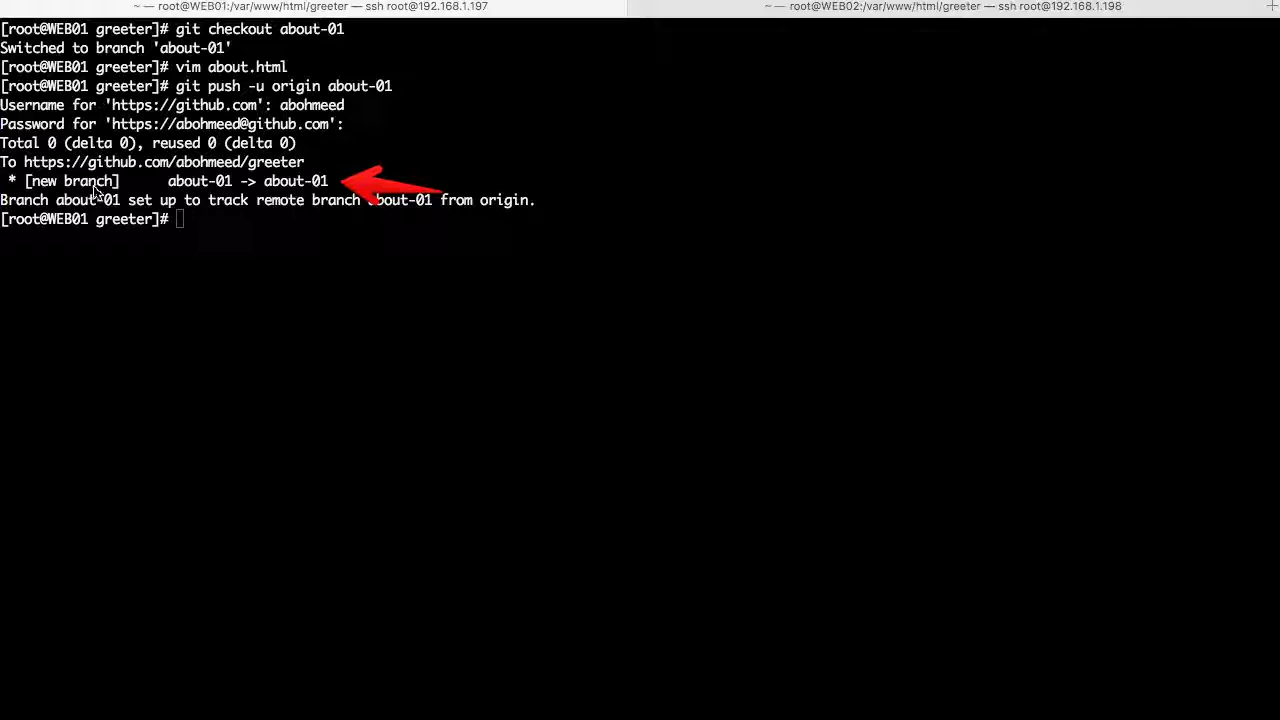 ~ — root@WEB01:/var/www/html/greeter — ssh root@192.168.1.197
~ — root@WEB02:/var/www/html/greeter — ssh root@192.168.1.198
[root@WEB01 greeter]# git checkout about-01
Switched to branch 'about-01'
[root@WEB01 greeter]# vim about.html
[root@WEB01 greeter]# git push -u origin about-01
Username for 'https://github.com': abohmeed
Password for 'https://abohmeed@github.com':
Total 0 (delta 0), reused 0 (delta 0)
To https://github.com/abohmeed/greeter
 * [new branch]      about-01 -> about-01
Branch about-01 set up to track remote branch about-01 from origin.
[root@WEB01 greeter]#